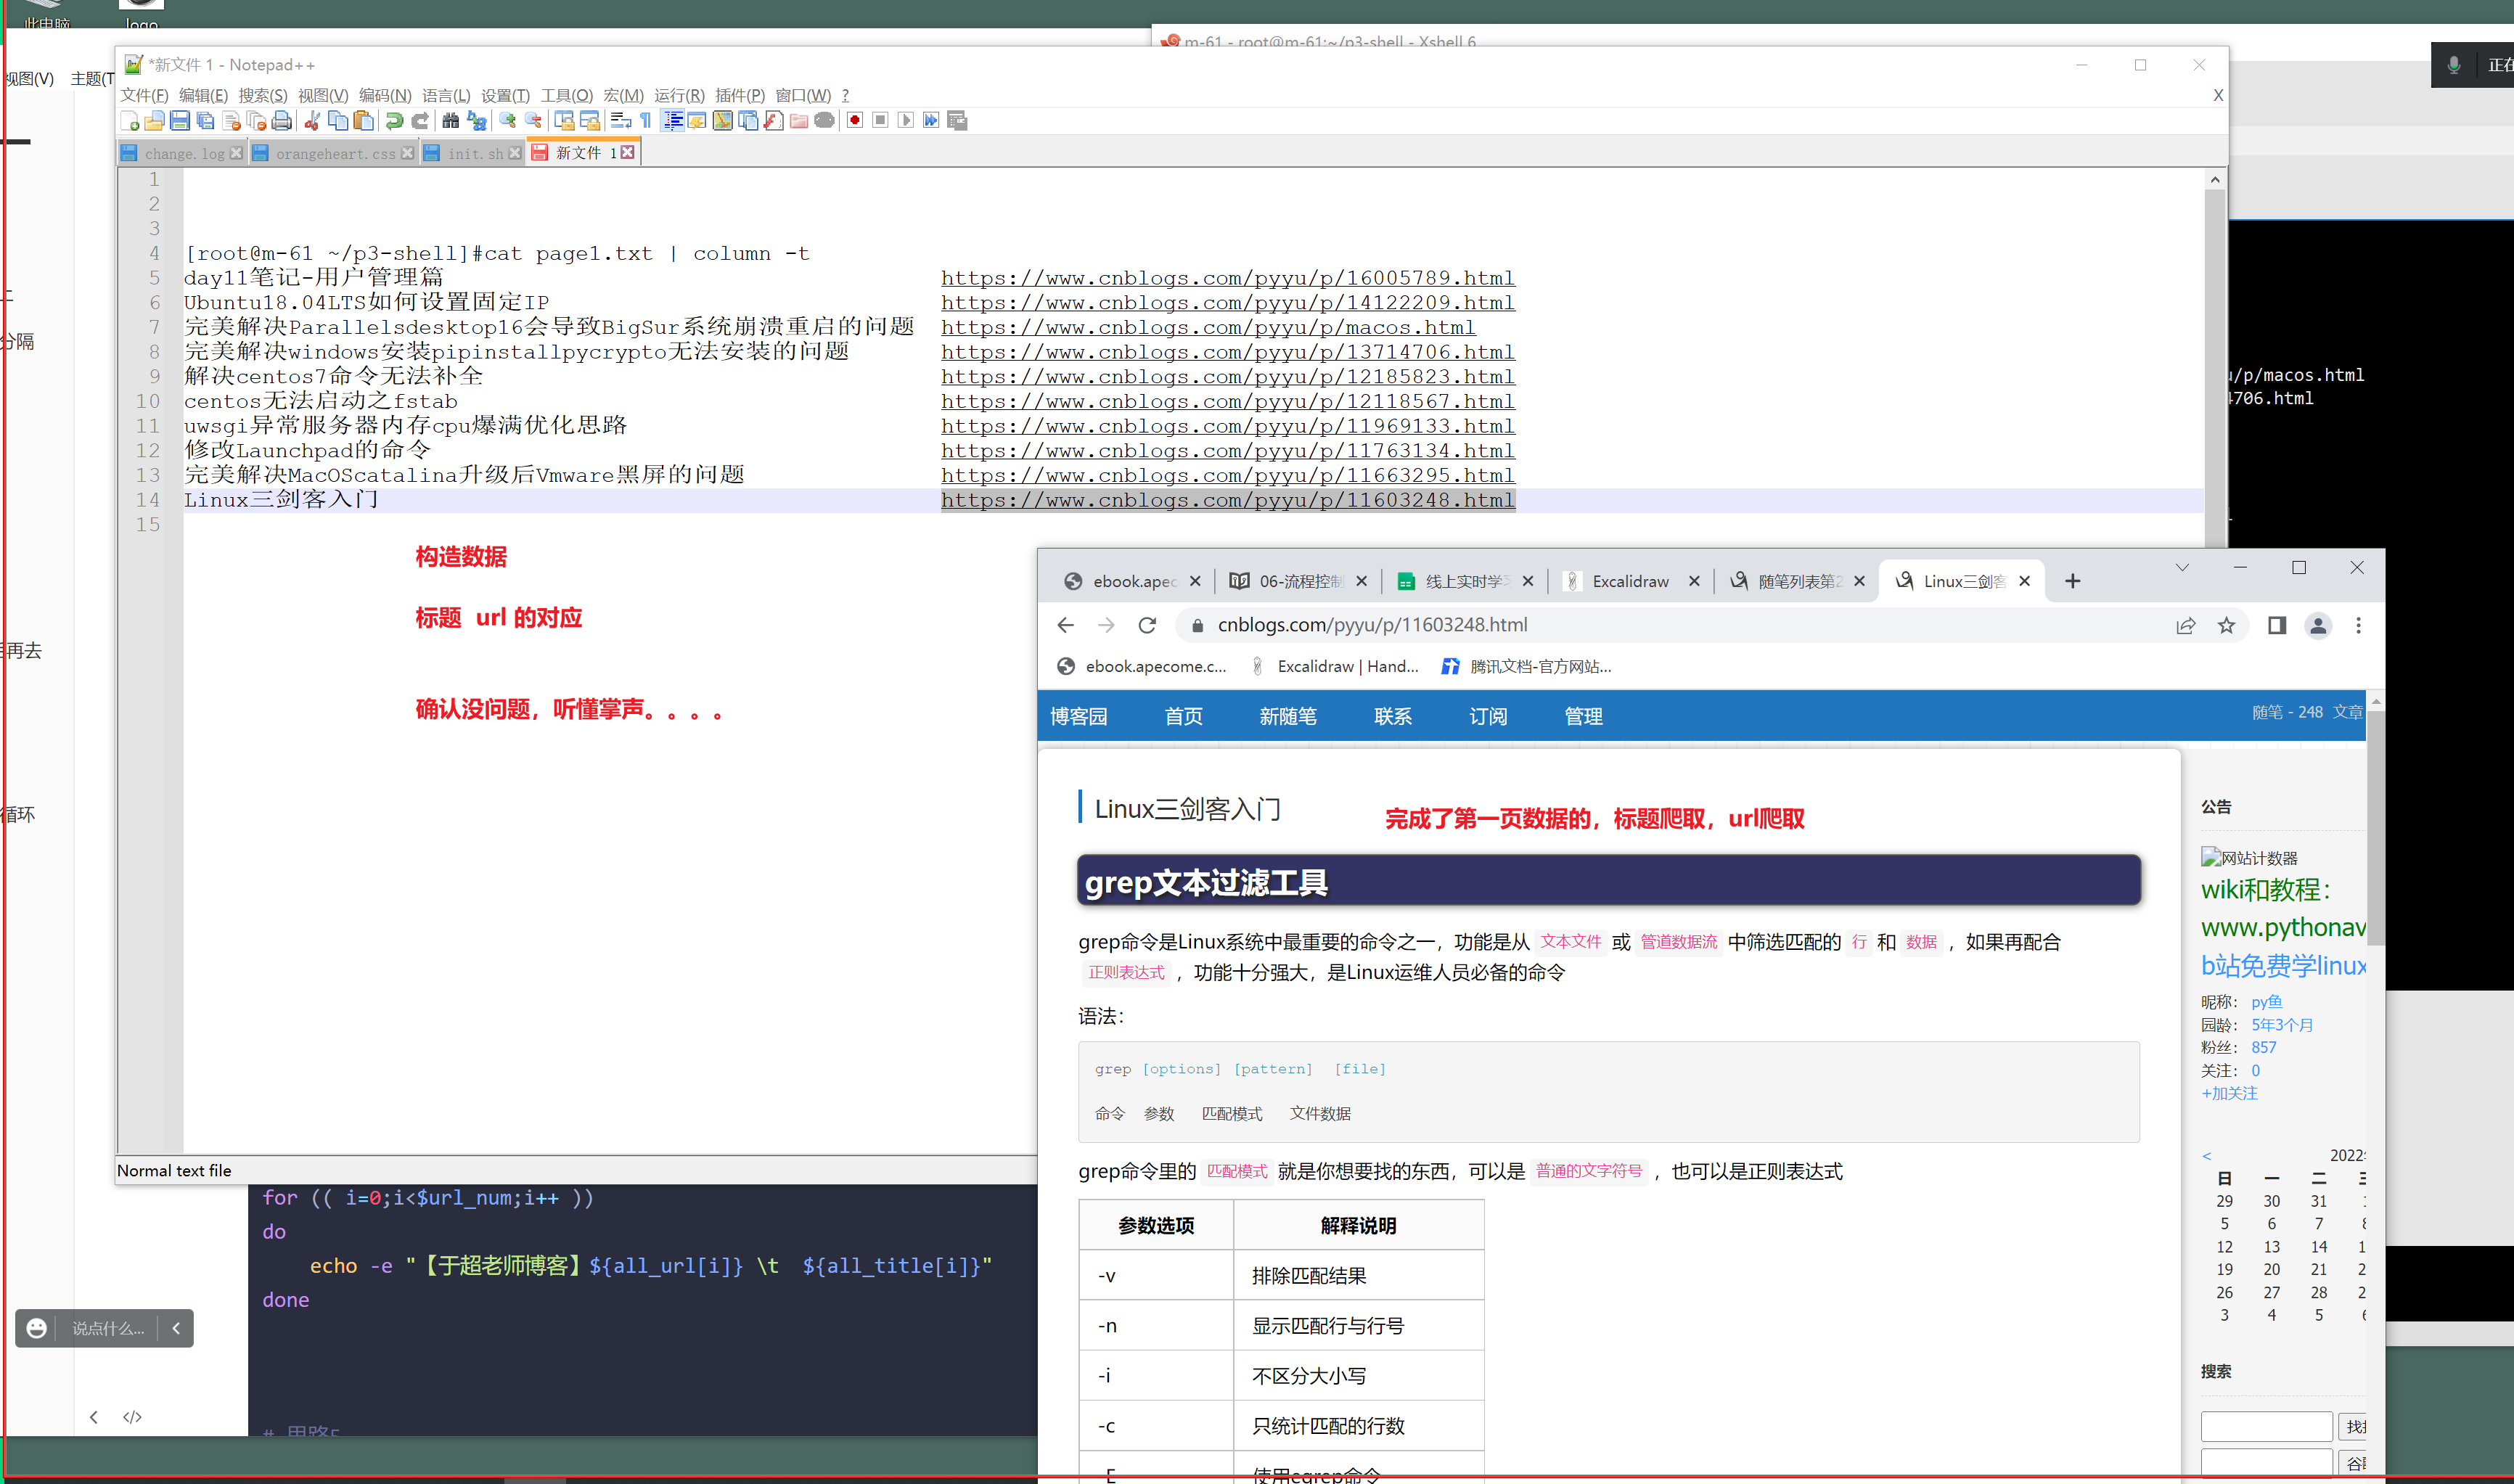 此电脑
logo
m-61 - root@m-61:~/p3-shell - Xshell 6
视图(V) 主题(T
正在
*新文件 1 - Notepad++
文件(F) 编辑(E) 搜索(S) 视图(V) 编码(N) 语言(L) 设置(T) 工具(O) 宏(M) 运行(R) 插件(P) 窗口(W) ?
X
change.log orangeheart.css init.sh 新文件 1
1
2
3
4 [root@m-61 ~/p3-shell]#cat page1.txt | column -t
5 day11笔记-用户管理篇 https://www.cnblogs.com/pyyu/p/16005789.html
6 Ubuntu18.04LTS如何设置固定IP https://www.cnblogs.com/pyyu/p/14122209.html
7 完美解决Parallelsdesktop16会导致BigSur系统崩溃重启的问题 https://www.cnblogs.com/pyyu/p/macos.html
8 完美解决windows安装pipinstallpycrypto无法安装的问题 https://www.cnblogs.com/pyyu/p/13714706.html
9 解决centos7命令无法补全 https://www.cnblogs.com/pyyu/p/12185823.html
10 centos无法启动之fstab https://www.cnblogs.com/pyyu/p/12118567.html
11 uwsgi异常服务器内存cpu爆满优化思路 https://www.cnblogs.com/pyyu/p/11969133.html
12 修改Launchpad的命令 https://www.cnblogs.com/pyyu/p/11763134.html
13 完美解决MacOScatalina升级后Vmware黑屏的问题 https://www.cnblogs.com/pyyu/p/11663295.html
14 Linux三剑客入门 https://www.cnblogs.com/pyyu/p/11603248.html
15
分隔
再去
循环
/p/macos.html
706.html
构造数据
标题 url 的对应
确认没问题，听懂掌声。。。。
Normal text file
for (( i=0;i<$url_num;i++ ))
do
echo -e "【于超老师博客】${all_url[i]} \t ${all_title[i]}"
done
说点什么...
</>
ebook.apec 06-流程控制 线上实时学 Excalidraw 随笔列表第2 Linux三剑客
cnblogs.com/pyyu/p/11603248.html
ebook.apecome.c... Excalidraw | Hand... 腾讯文档-官方网站...
博客园 首页 新随笔 联系 订阅 管理
随笔 - 248 文章
Linux三剑客入门
完成了第一页数据的，标题爬取，url爬取
grep文本过滤工具
grep命令是Linux系统中最重要的命令之一，功能是从 文本文件 或 管道数据流 中筛选匹配的 行 和 数据 ，如果再配合
正则表达式 ，功能十分强大，是Linux运维人员必备的命令
语法：
grep [options] [pattern] [file]
命令 参数 匹配模式 文件数据
grep命令里的 匹配模式 就是你想要找的东西，可以是 普通的文字符号 ，也可以是正则表达式
参数选项 解释说明
-v 排除匹配结果
-n 显示匹配行与行号
-i 不区分大小写
-c 只统计匹配的行数
-E 使用egrep命令
公告
网站计数器
wiki和教程：
www.pythonav
b站免费学linux
昵称： py鱼
园龄： 5年3个月
粉丝： 857
关注： 0
+加关注
< 2022
日 一 二 三
29 30 31 1
5 6 7 8
12 13 14
19 20 21
26 27 28
3 4 5 6
搜索
找
谷